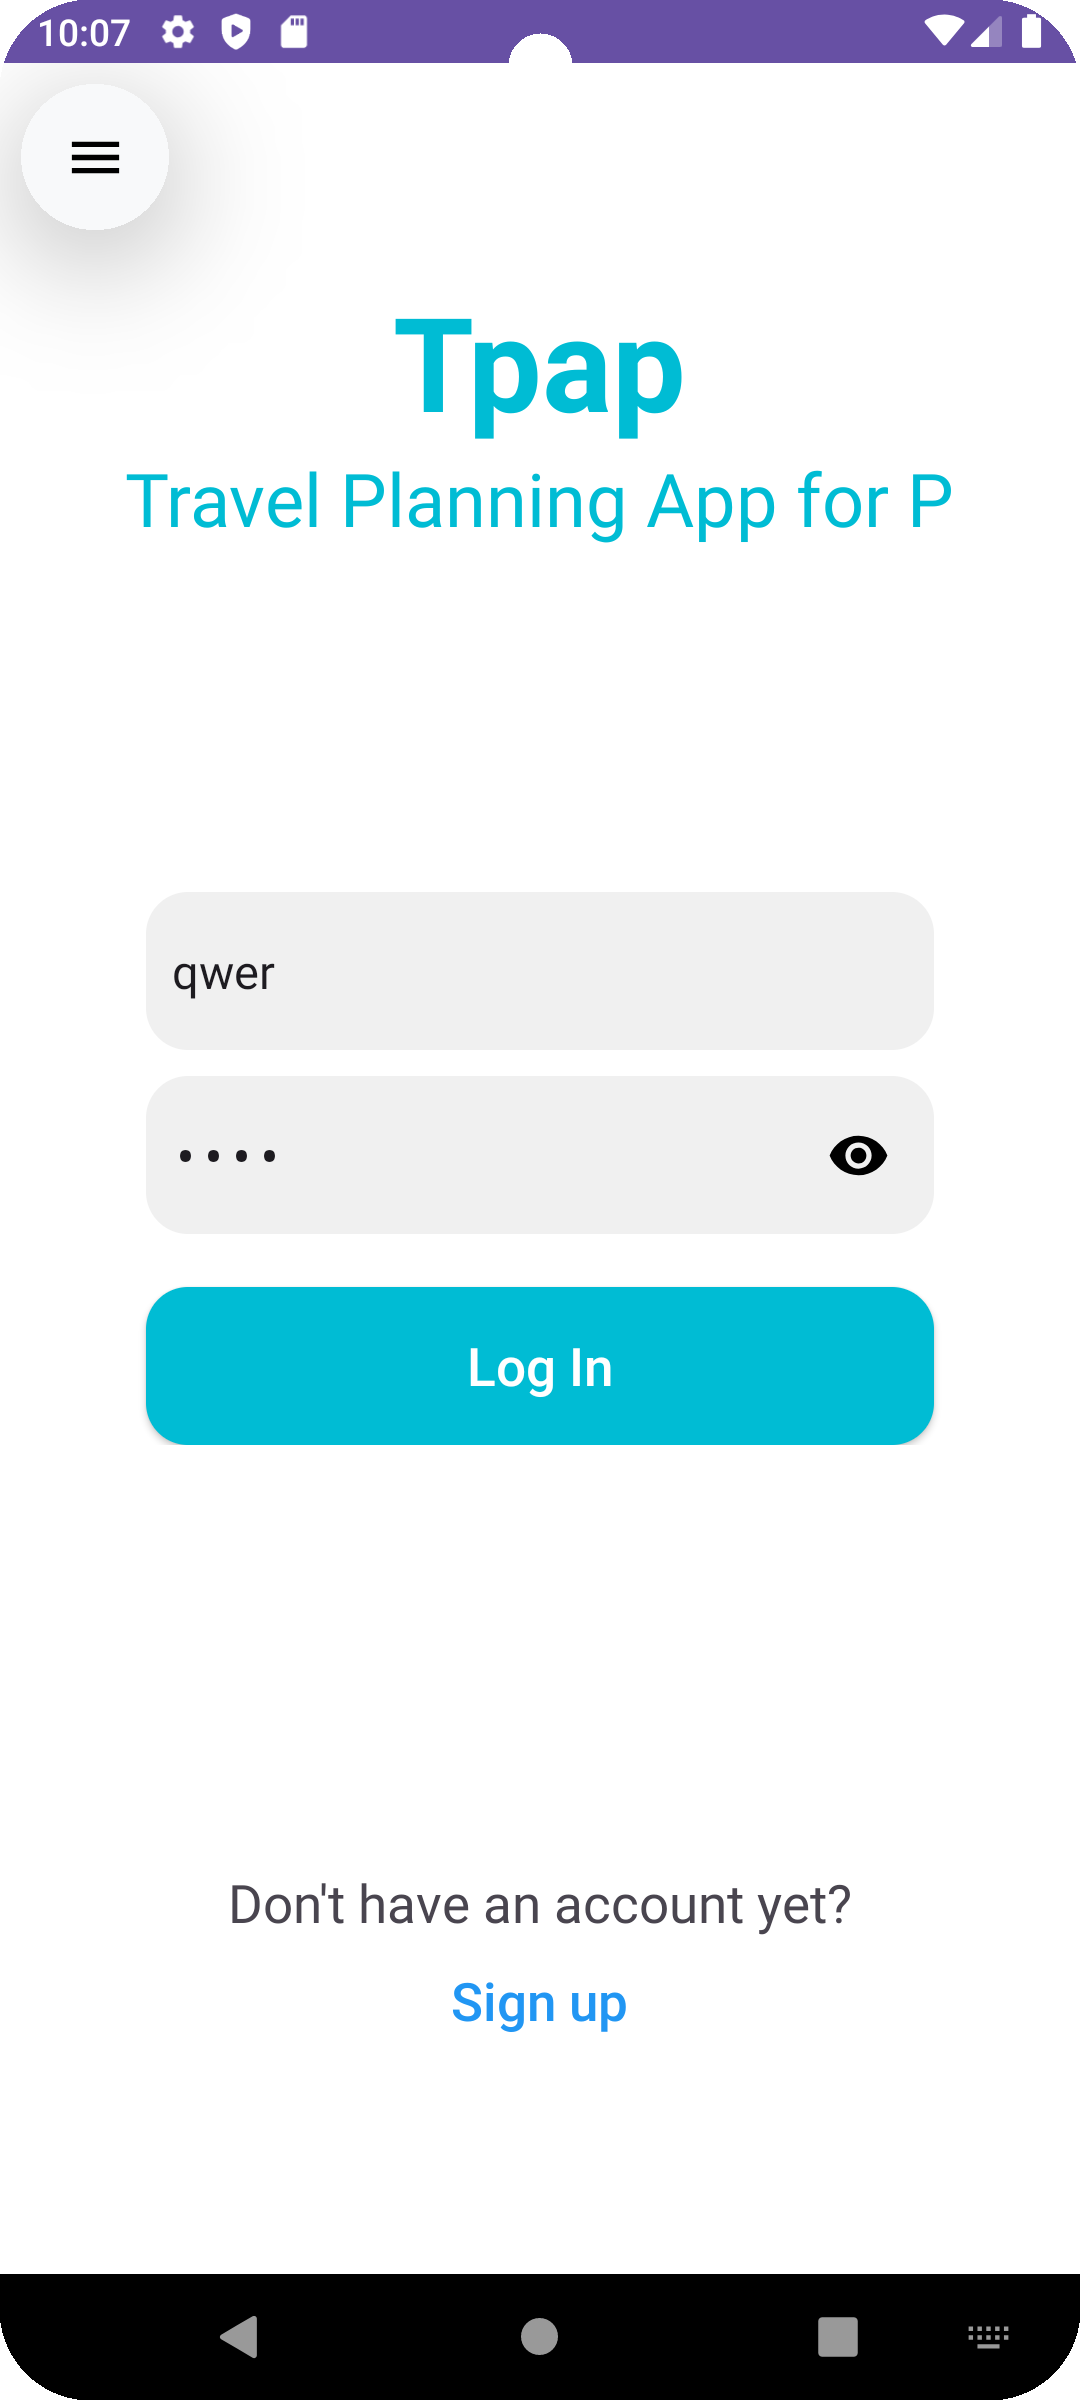 10:07
Tpap
Travel Planning App for P
qwer
••••
Log In
Don't have an account yet?
Sign up